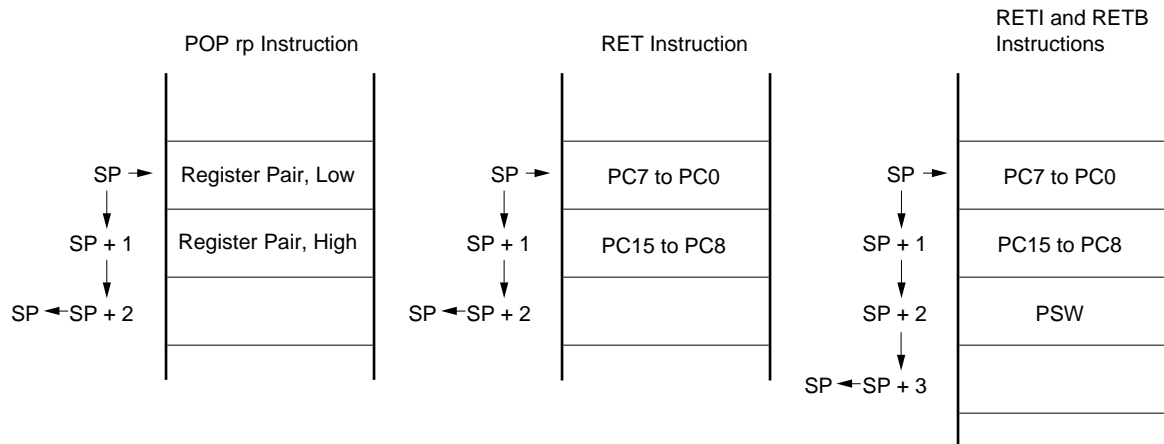 POP rp Instruction
SP
Register Pair, Low
SP + 1
Register Pair, High
SP
SP + 2
RET Instruction
SP
PC7 to PC0
SP + 1
PC15 to PC8
SP
SP + 2
RETI and RETB
Instructions
SP
PC7 to PC0
SP + 1
PC15 to PC8
SP + 2
PSW
SP
SP + 3